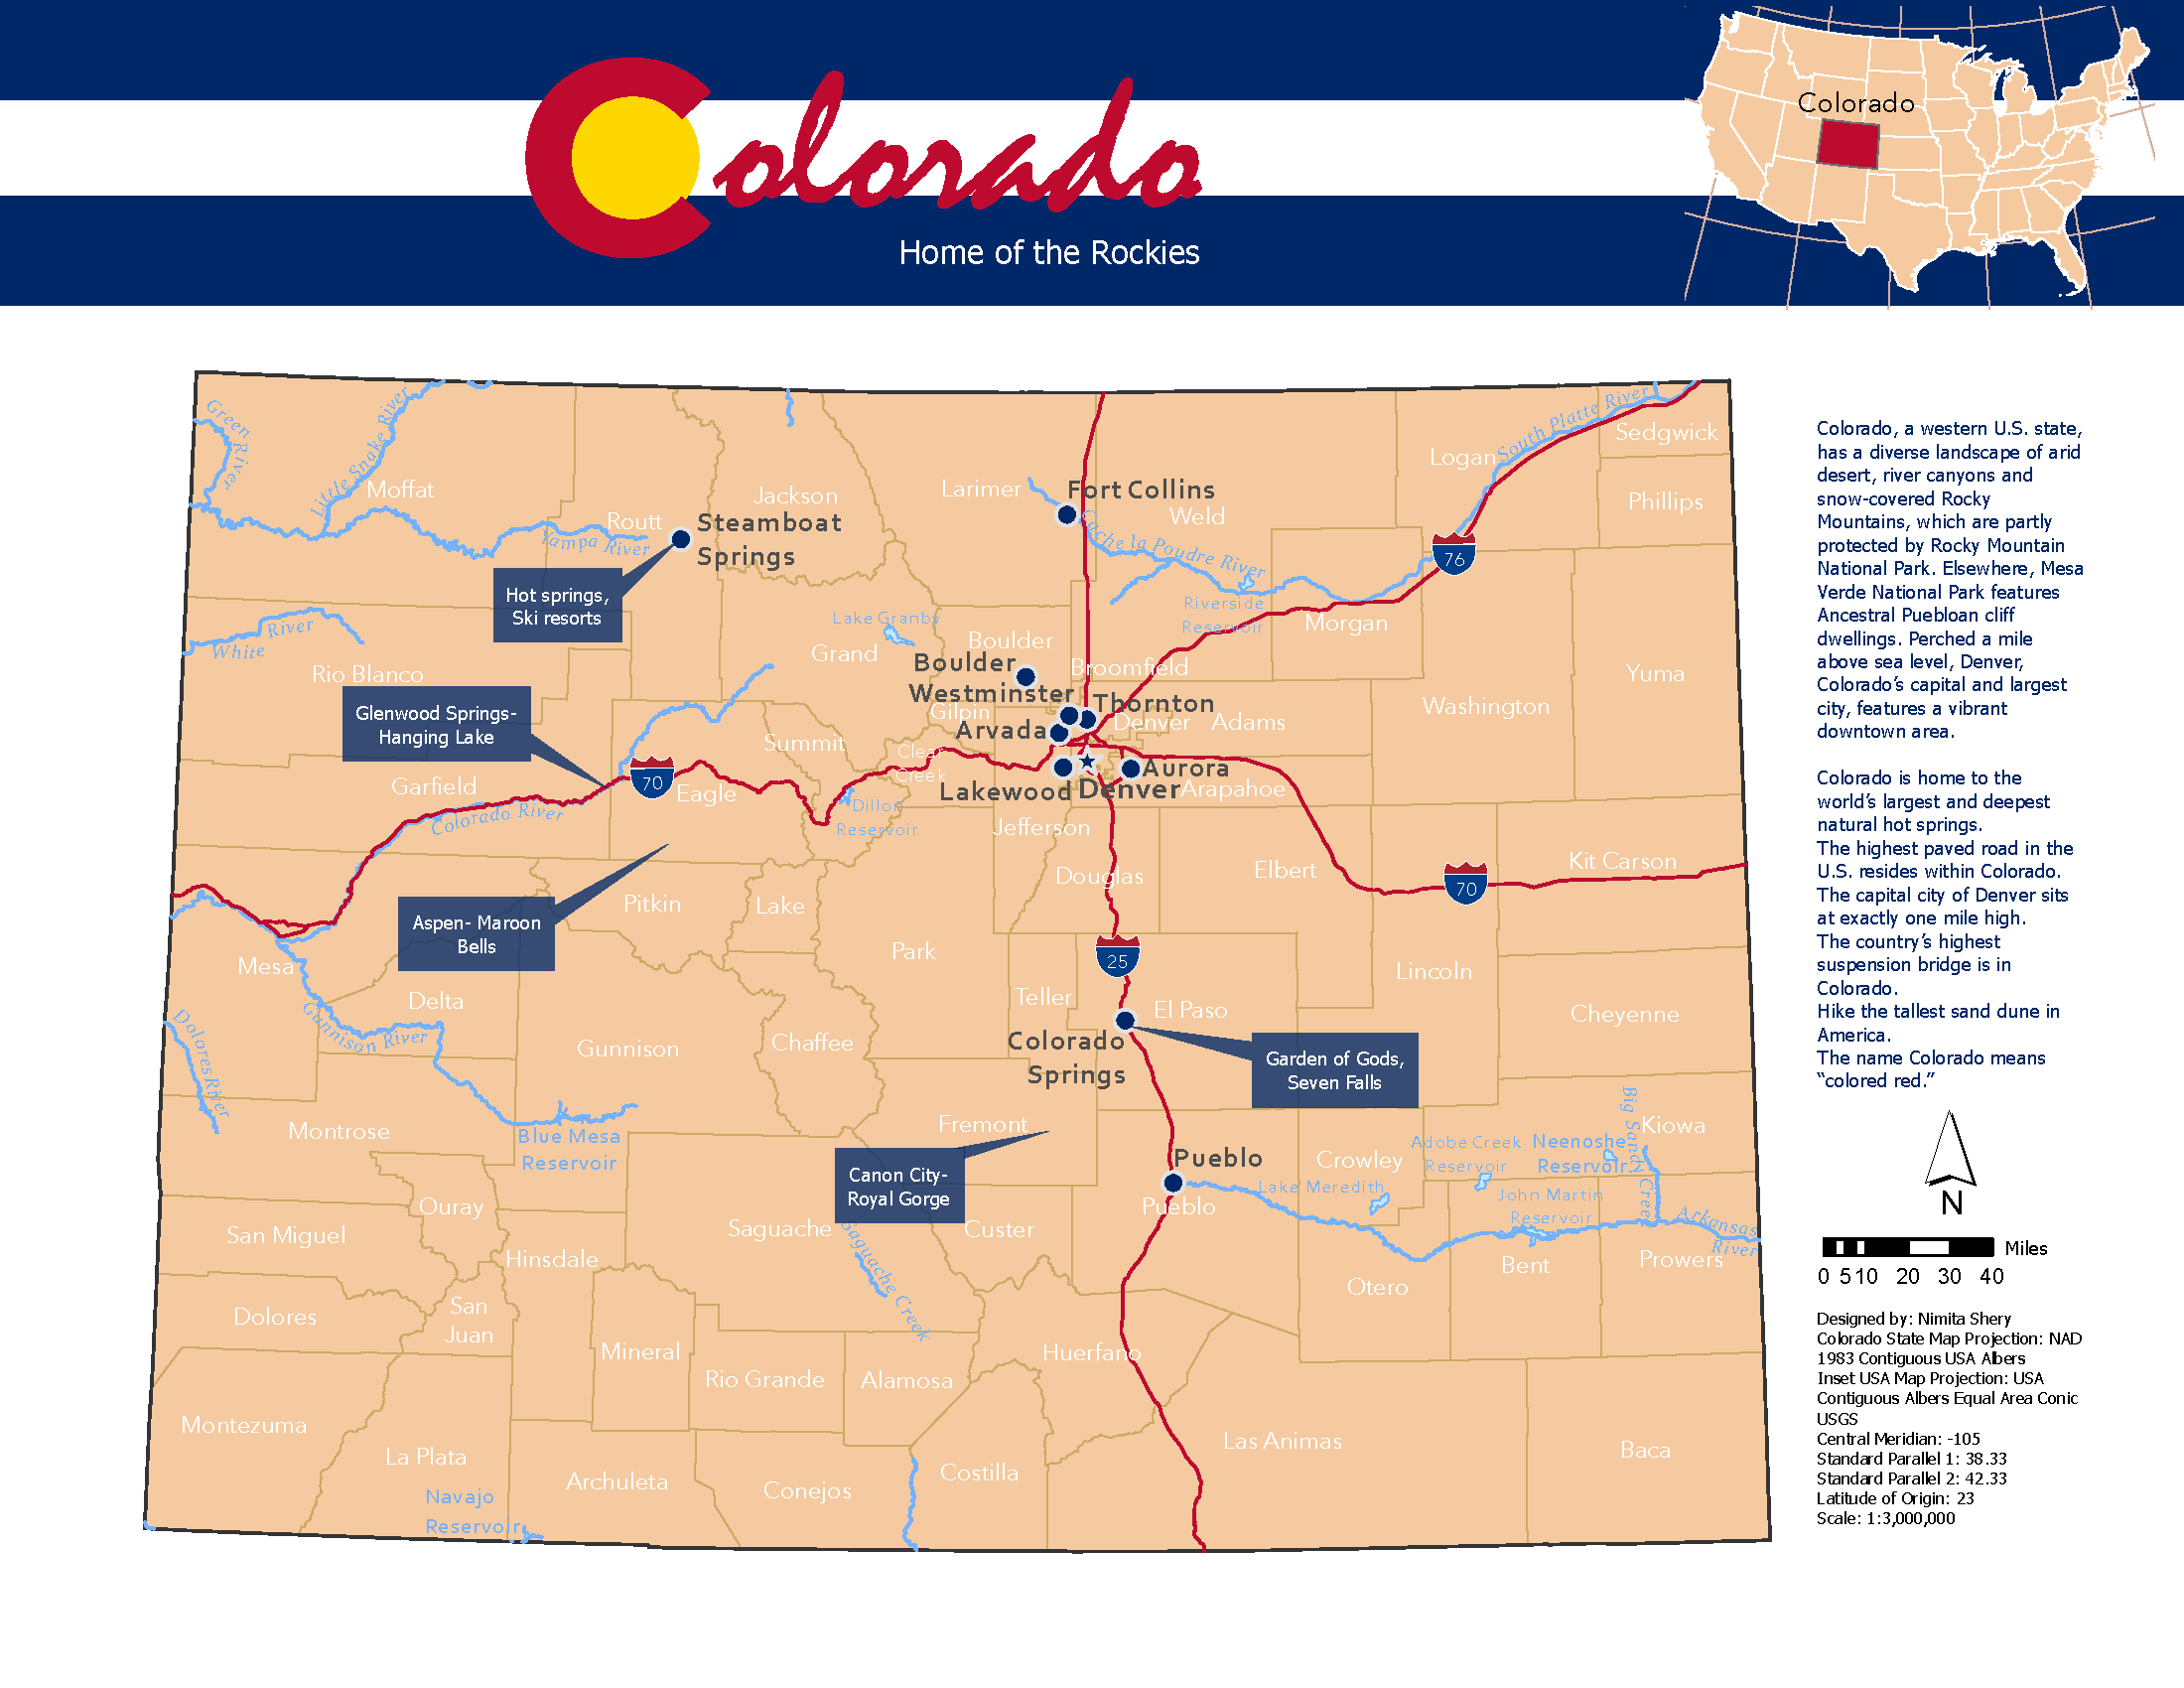 Colorado
Home of the Rockies
Colorado
Green
River
Little Snake River
Moffat
Routt
Yampa River
Steamboat
Springs
Jackson
Larimer
Fort Collins
Weld
Cache la Poudre River
Logan
South Platte River
Sedgwick
Phillips
76
Hot springs,
Ski resorts
River
White
Rio Blanco
Lake Granby
Grand
Boulder
Boulder
Riverside
Reservoir
Morgan
Broomfield
Yuma
Washington
Glenwood Springs-
Hanging Lake
Westminster
Thornton
Gilpin
Denver
Adams
Arvada
Summit
Clear
Creek
Garfield
70
Eagle
Colorado River
Dillon
Reservoir
Lakewood
Denver
Aurora
Arapahoe
Jefferson
Douglas
Elbert
Kit Carson
70
Aspen- Maroon
Bells
Pitkin
Lake
Park
25
Lincoln
Mesa
Delta
Gunnison River
Dolores River
Gunnison
Chaffee
Teller
El Paso
Cheyenne
Colorado
Springs
Garden of Gods,
Seven Falls
Montrose
Blue Mesa
Reservoir
Fremont
Canon City-
Royal Gorge
Pueblo
Pueblo
Crowley
Lake Meredith
Adobe Creek
Reservoir
Neenoshe
Reservoir
Big Sandy Creek
Kiowa
John Martin
Reservoir
Arkansas
River
Ouray
San Miguel
Hinsdale
Saguache
Saguache Creek
Custer
Otero
Bent
Prowers
Dolores
San
Juan
Mineral
Rio Grande
Alamosa
Huerfano
Montezuma
La Plata
Archuleta
Conejos
Costilla
Las Animas
Baca
Navajo
Reservoir
Colorado, a western U.S. state,
has a diverse landscape of arid
desert, river canyons and
snow-covered Rocky
Mountains, which are partly
protected by Rocky Mountain
National Park. Elsewhere, Mesa
Verde National Park features
Ancestral Puebloan cliff
dwellings. Perched a mile
above sea level, Denver,
Colorado’s capital and largest
city, features a vibrant
downtown area.
Colorado is home to the
world’s largest and deepest
natural hot springs.
The highest paved road in the
U.S. resides within Colorado.
The capital city of Denver sits
at exactly one mile high.
The country’s highest
suspension bridge is in
Colorado.
Hike the tallest sand dune in
America.
The name Colorado means
“colored red.”
N
Miles
0 5 10 20 30 40
Designed by: Nimita Shery
Colorado State Map Projection: NAD
1983 Contiguous USA Albers
Inset USA Map Projection: USA
Contiguous Albers Equal Area Conic
USGS
Central Meridian: -105
Standard Parallel 1: 38.33
Standard Parallel 2: 42.33
Latitude of Origin: 23
Scale: 1:3,000,000